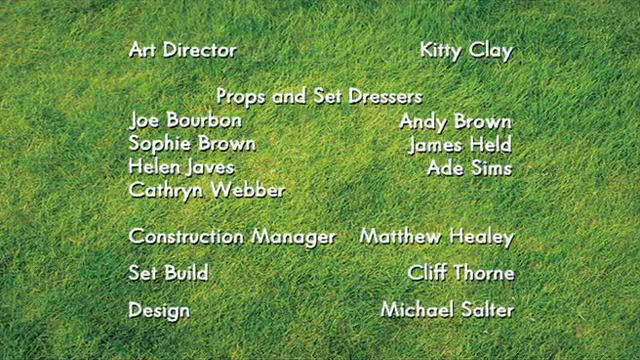 Art Director Kitty Clay
Props and Set Dressers
Joe Bourbon Andy Brown
Sophie Brown James Held
Helen Javes Ade Sims
Cathryn Webber
Construction Manager Matthew Healey
Set Build Cliff Thorne
Design Michael Salter